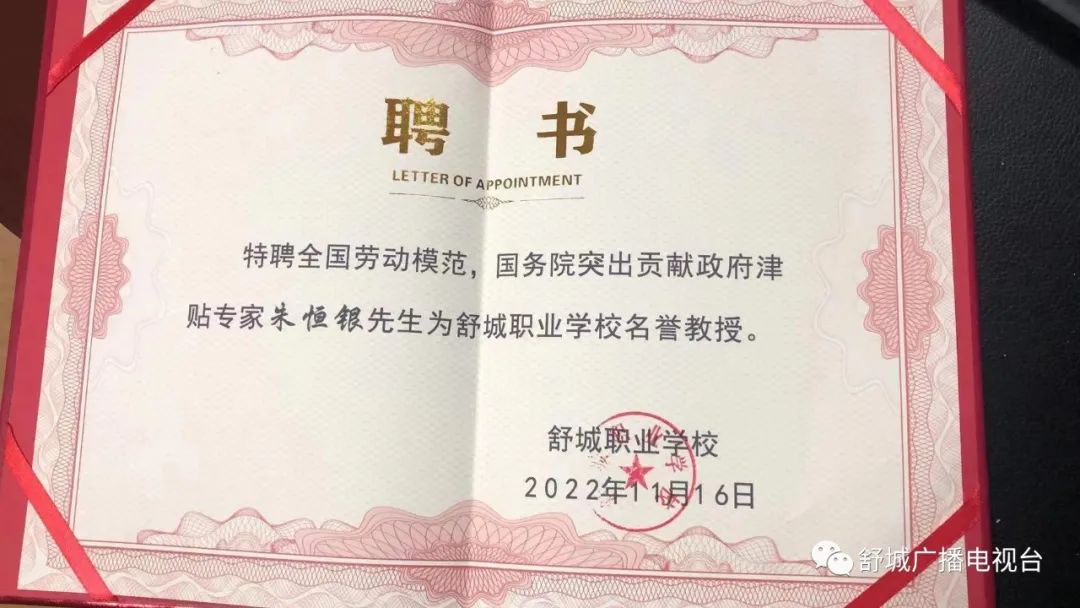 聘 书
LETTER OF APPOINTMENT
特聘全国劳动模范，国务院突出贡献政府津
贴专家朱恒银先生为舒城职业学校名誉教授。
舒城职业学校
2022年11月16日
舒城广播电视台